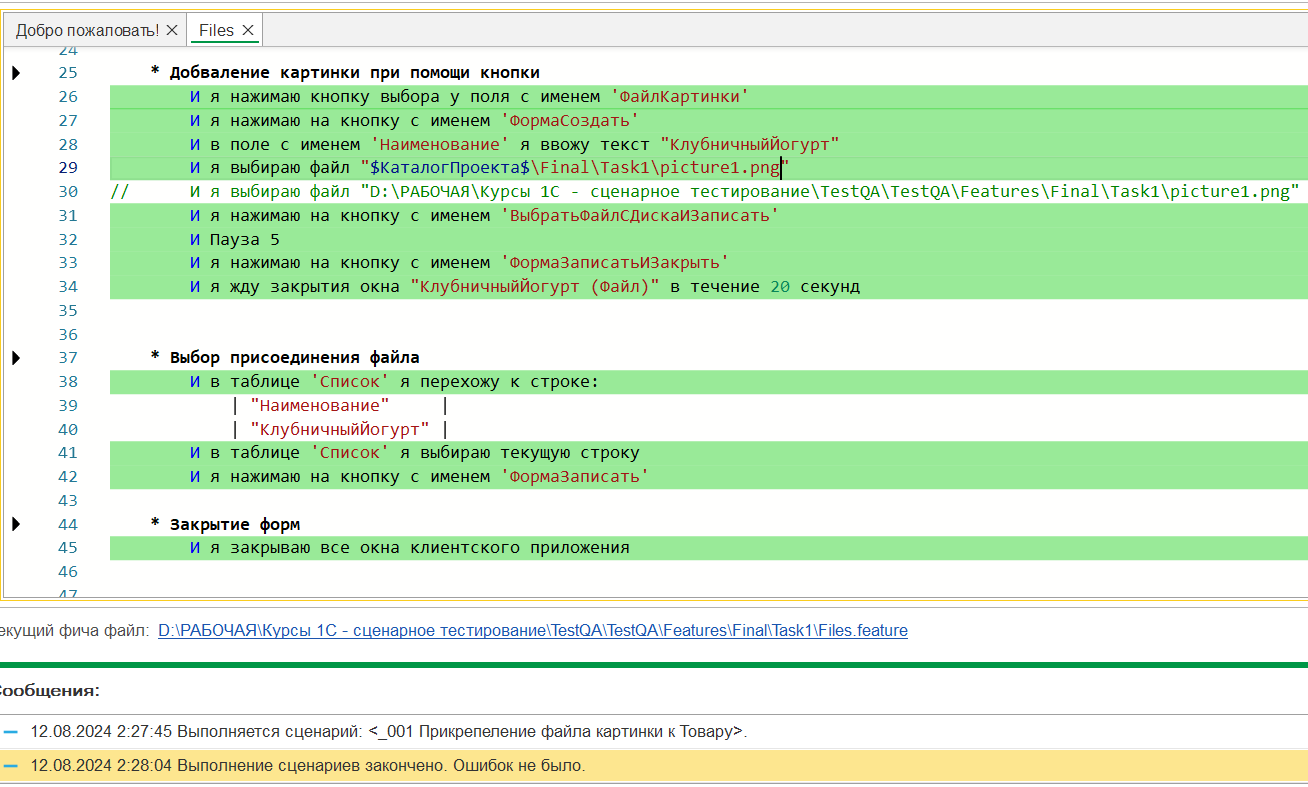 Добро пожаловать! Files
24
25 * Добваление картинки при помощи кнопки
26 И я нажимаю кнопку выбора у поля с именем 'ФайлКартинки'
27 И я нажимаю на кнопку с именем 'ФормаСоздать'
28 И в поле с именем 'Наименование' я ввожу текст "КлубничныйЙогурт"
29 И я выбираю файл "$КаталогПроекта$\Final\Task1\picture1.png"
30 // И я выбираю файл "D:\РАБОЧАЯ\Курсы 1С - сценарное тестирование\TestQA\TestQA\Features\Final\Task1\picture1.png"
31 И я нажимаю на кнопку с именем 'ВыбратьФайлСДискаИЗаписать'
32 И Пауза 5
33 И я нажимаю на кнопку с именем 'ФормаЗаписатьИЗакрыть'
34 И я жду закрытия окна "КлубничныйЙогурт (Файл)" в течение 20 секунд
35
36
37 * Выбор присоединения файла
38 И в таблице 'Список' я перехожу к строке:
39 | "Наименование" |
40 | "КлубничныйЙогурт" |
41 И в таблице 'Список' я выбираю текущую строку
42 И я нажимаю на кнопку с именем 'ФормаЗаписать'
43
44 * Закрытие форм
45 И я закрываю все окна клиентского приложения
46
47
екущий фича файл: D:\РАБОЧАЯ\Курсы 1С - сценарное тестирование\TestQA\TestQA\Features\Final\Task1\Files.feature
Сообщения:
12.08.2024 2:27:45 Выполняется сценарий: <_001 Прикрепеление файла картинки к Товару>.
12.08.2024 2:28:04 Выполнение сценариев закончено. Ошибок не было.